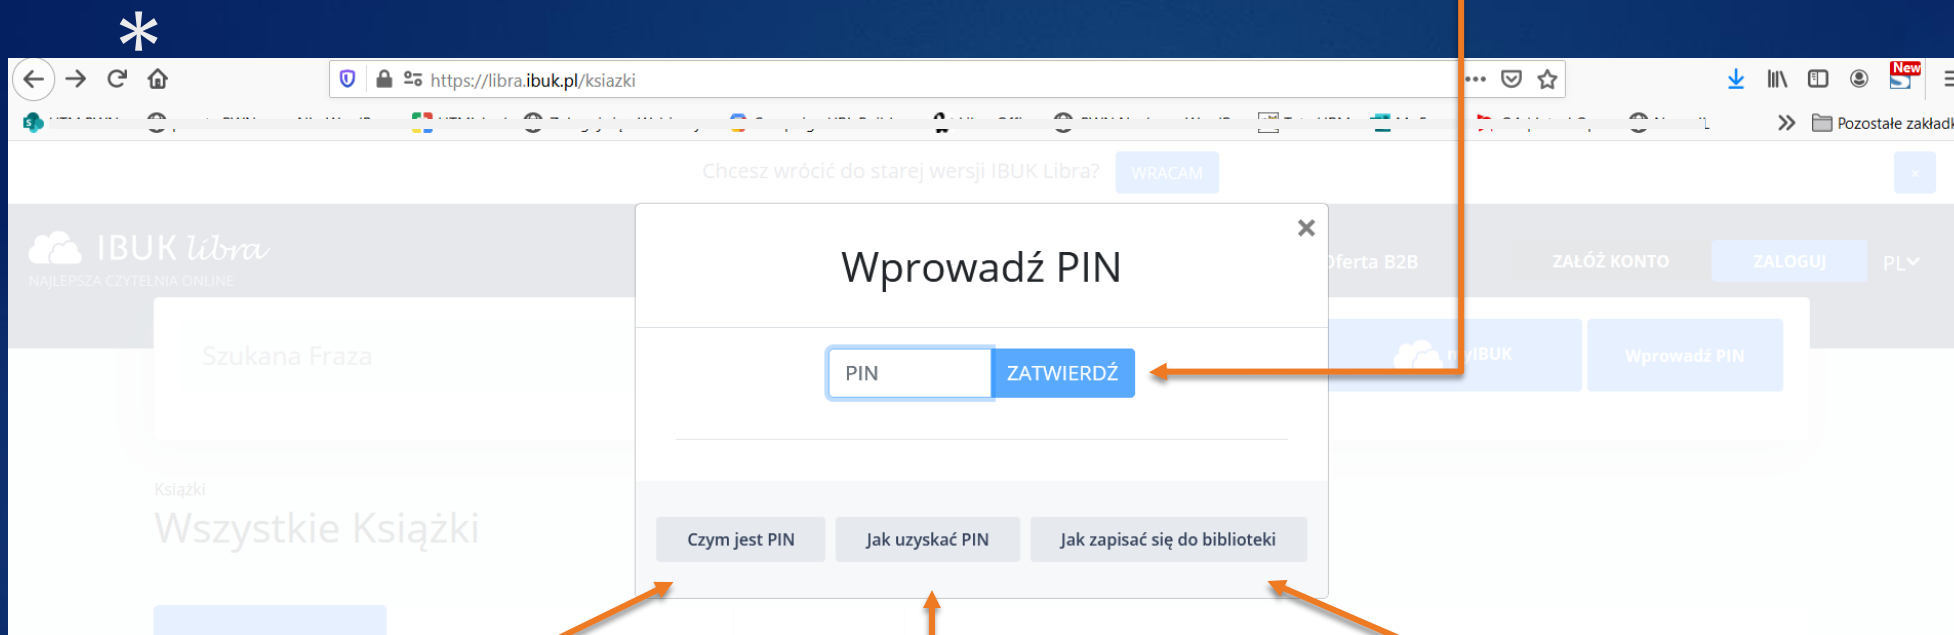 *
https://libra.ibuk.pl/ksiazki
New
Pozostałe zakładk
Chcesz wrócić do starej wersji IBUK Libra? WRACAM ×
IBUK libra
NAJLEPSZA CZYTELNIA ONLINE
Oferta B2B ZAŁÓŻ KONTO ZALOGUJ PL
Wprowadź PIN
Szukana Fraza
myIBUK Wprowadź PIN
PIN ZATWIERDŹ
Książki
Wszystkie Książki
Czym jest PIN Jak uzyskać PIN Jak zapisać się do biblioteki